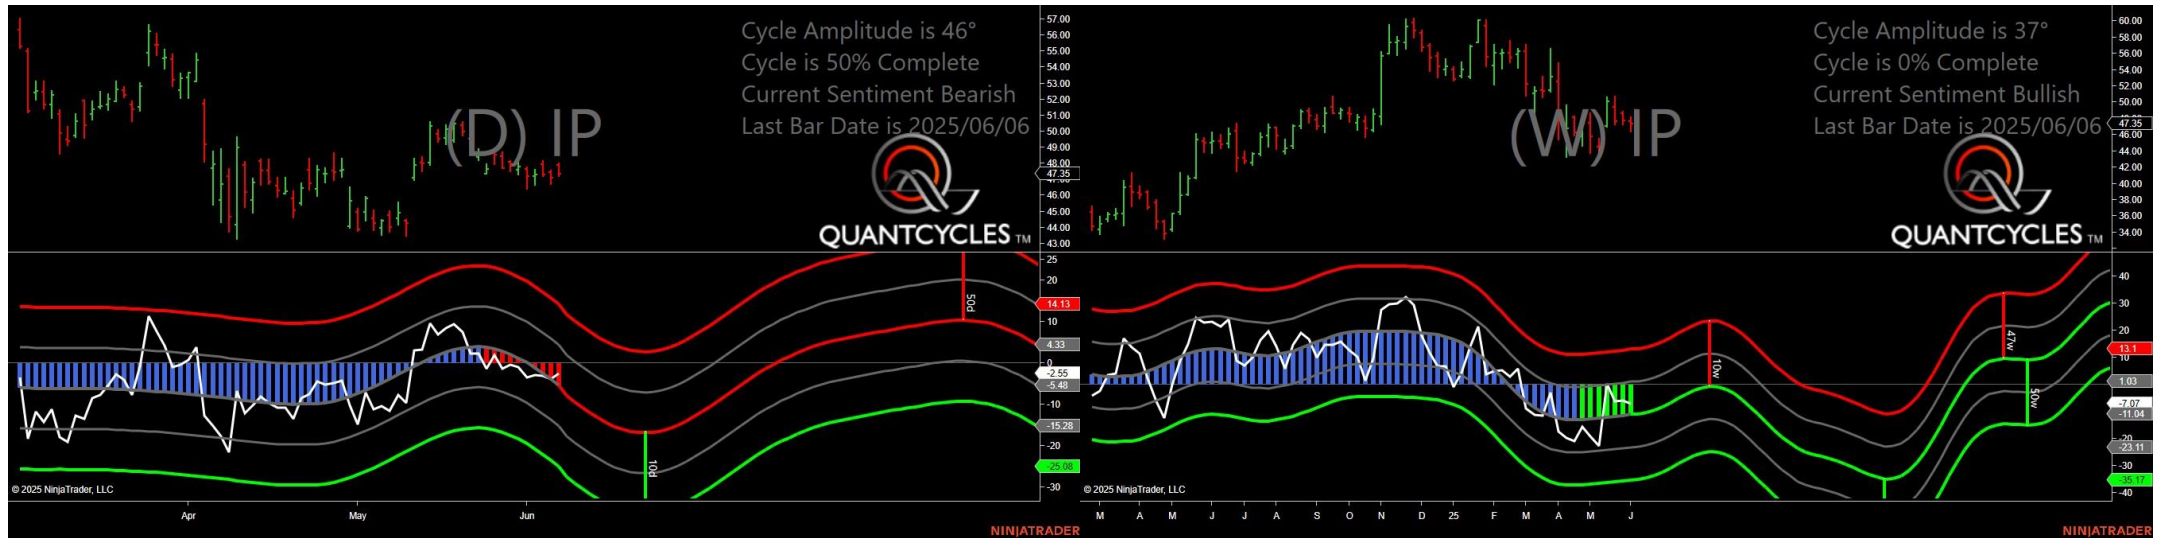 Cycle Amplitude is 46°
Cycle is 50% Complete
Current Sentiment Bearish
Last Bar Date is 2025/06/06
(D) IP
QUANTCYCLES TM
57.00
56.00
55.00
54.00
53.00
52.00
51.00
50.00
49.00
48.00
47.35
46.00
45.00
44.00
43.00
25
20
14.13
10
4.33
0
-2.55
-5.48
-10
-15.28
-20
-25.08
-30
50d
10d
© 2025 NinjaTrader, LLC
Apr
May
Jun
NINJATRADER
Cycle Amplitude is 37°
Cycle is 0% Complete
Current Sentiment Bullish
Last Bar Date is 2025/06/06
(W) IP
QUANTCYCLES TM
60.00
58.00
56.00
54.00
52.00
50.00
47.35
46.00
44.00
42.00
40.00
38.00
36.00
34.00
40
30
20
13.1
10
1.03
-7.07
-11.04
-23.11
-30
-35.17
-40
10w
47w
50w
© 2025 NinjaTrader, LLC
M A M J J A S O N D 25 F M A M J
NINJATRADER